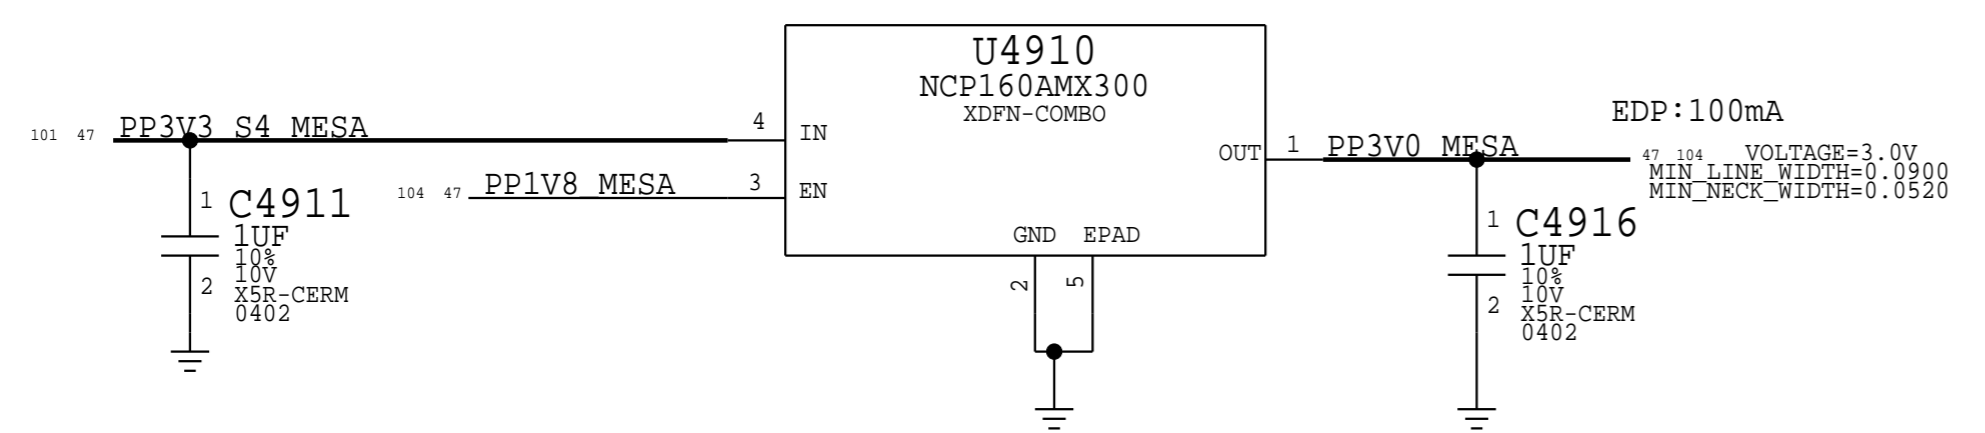 U4910
NCP160AMX300
XDFN-COMBO
101 47 PP3V3_S4_MESA
4 IN
104 47 PP1V8_MESA
3 EN
OUT 1
PP3V0_MESA
EDP:100mA
47 104 VOLTAGE=3.0V
MIN_LINE_WIDTH=0.0900
MIN_NECK_WIDTH=0.0520
GND EPAD
2 5
1 C4911
1UF
10%
10V
2 X5R-CERM
0402
1 C4916
1UF
10%
10V
2 X5R-CERM
0402